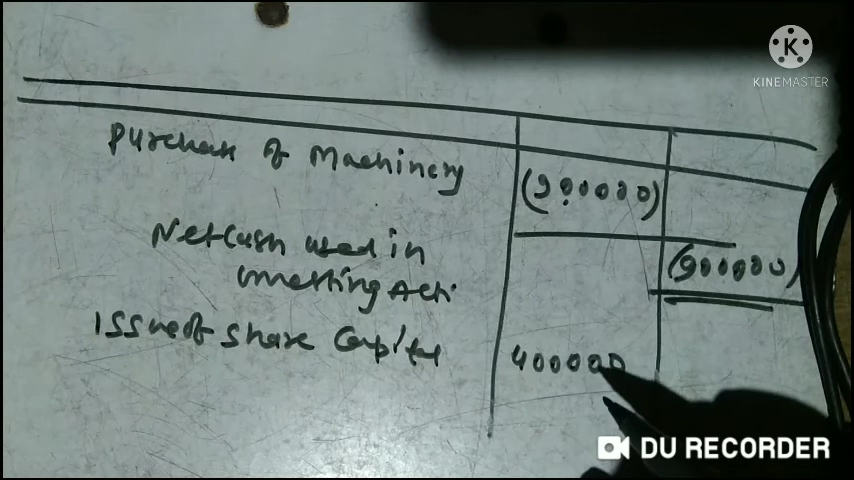 K
KINEMASTER
Purchase of Machinery
(900000)
Net Cash used in
(900000)
Investing Acti
Issue of Share Capital
400000
DU RECORDER